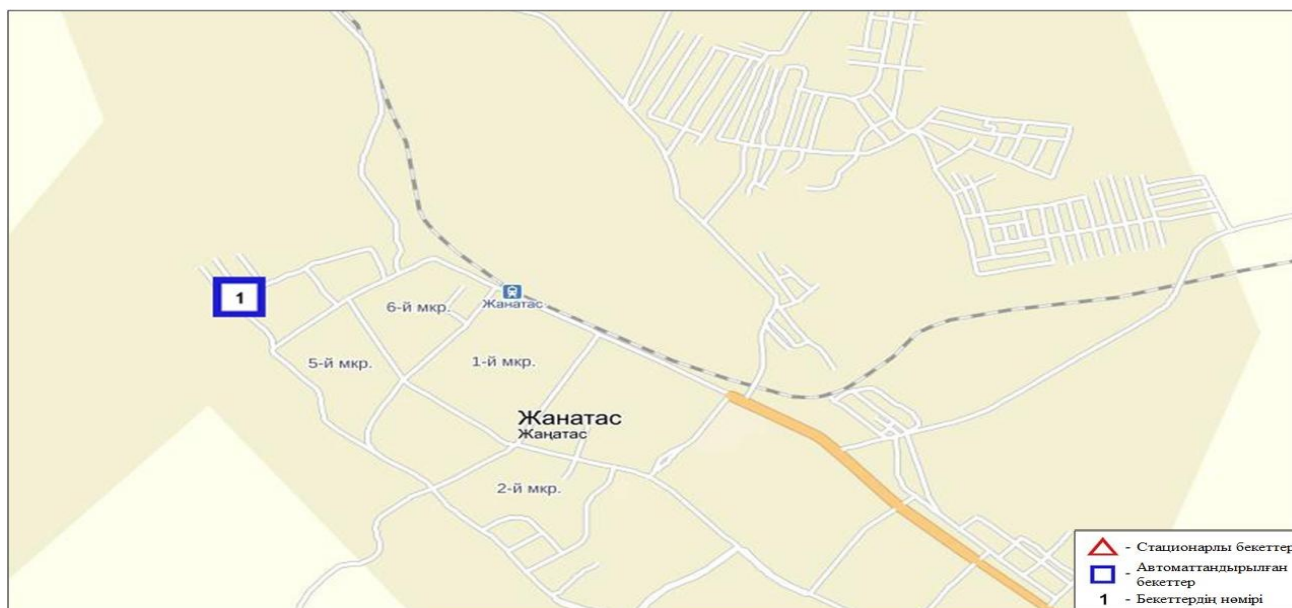 1
Жанатас
6-й мкр.
5-й мкр.
1-й мкр.
Жанатас
Жаңатас
2-й мкр.
- Стационарлы бекеттер
- Автоматтандырылған
бекеттер
1 - Бекеттердің нөмірі